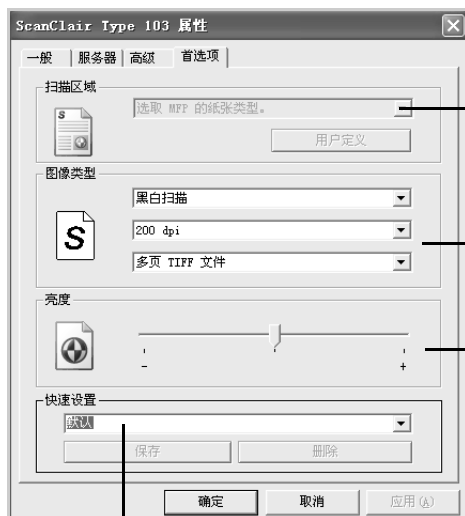 ScanClair Type 103 属性
一般 服务器 高级 首选项
扫描区域
选取 MFP 的纸张类型。
用户定义
图像类型
黑白扫描
200 dpi
多页 TIFF 文件
亮度
- +
快速设置
默认
保存 删除
确定 取消 应用(A)